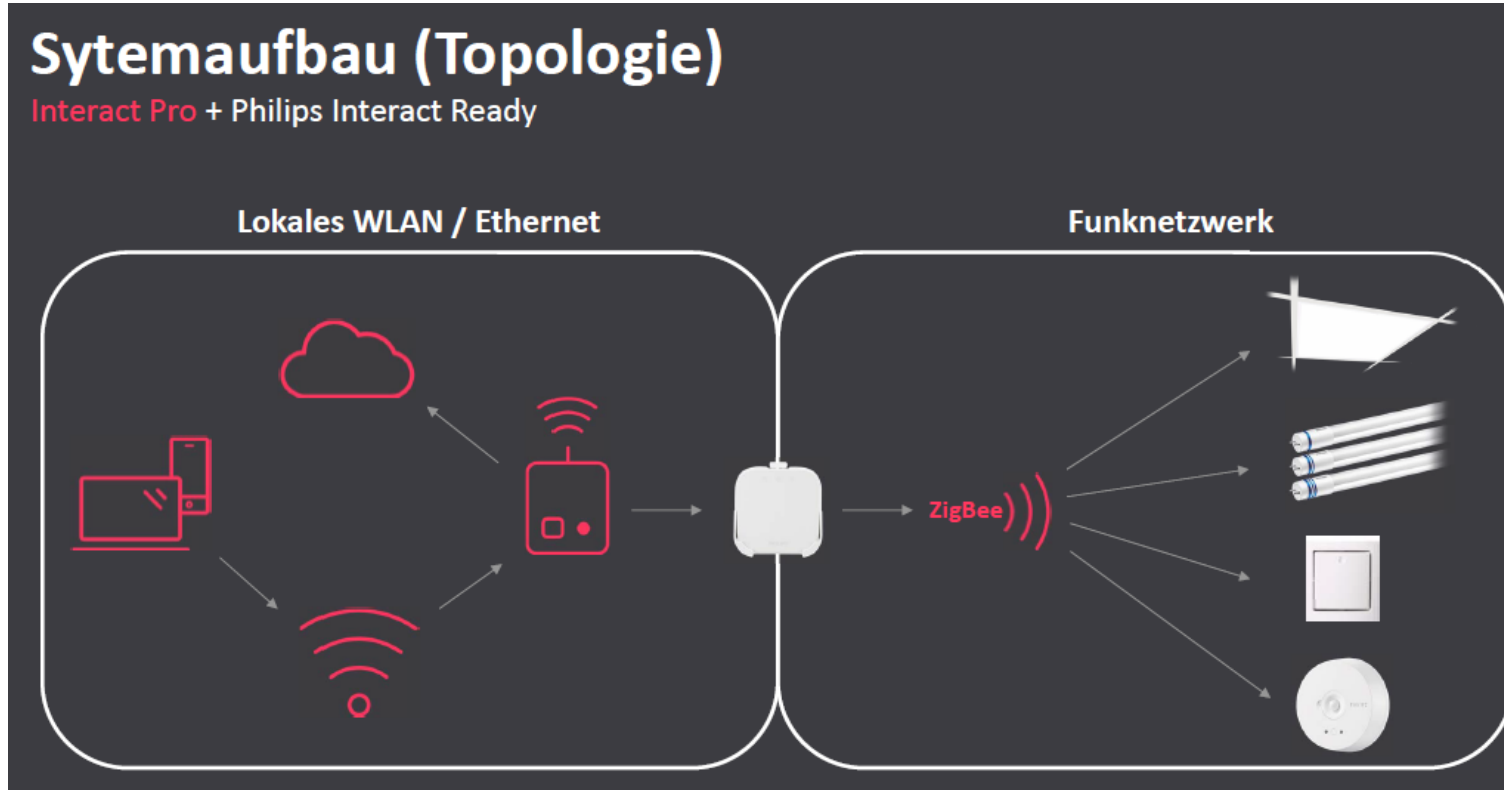 Sytemaufbau (Topologie)
Interact Pro + Philips Interact Ready
Lokales WLAN / Ethernet
Funknetzwerk
ZigBee